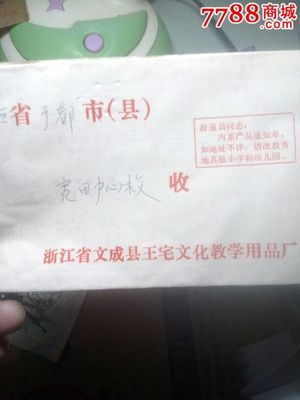 7788商城
省于都市(县)
投递员同志:
内系产品通知单,
如地址不详,请改投贵
地其他小学和幼儿园。
宽田中心校 收
浙江省文成县王宅文化教学用品厂